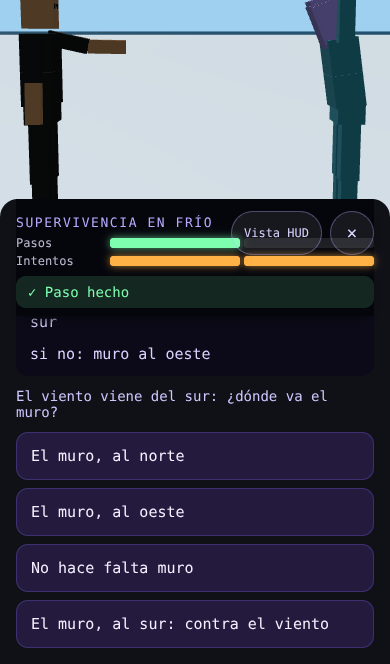 SUPERVIVENCIA EN FRÍO
Vista HUD
×
Pasos
Intentos
✓ Paso hecho
sur
si no: muro al oeste
El viento viene del sur: ¿dónde va el
muro?
El muro, al norte
El muro, al oeste
No hace falta muro
El muro, al sur: contra el viento